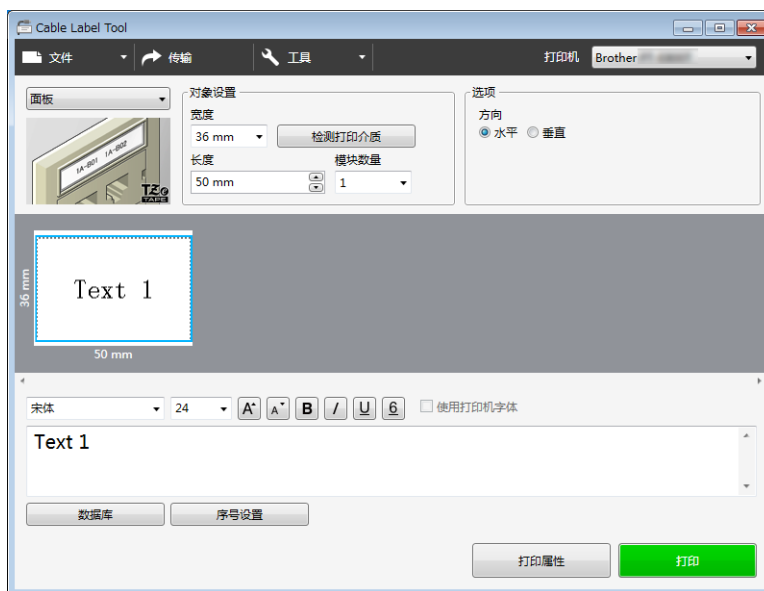 Cable Label Tool
文件 传输 工具 打印机 Brother
面板
1A-B01 1A-B02
TZe
TAPE
对象设置
宽度
36 mm 检测打印介质
长度 模块数量
50 mm 1
选项
方向
水平 垂直
36 mm
Text 1
50 mm
宋体 24 A A B I U 6 使用打印机字体
Text 1
数据库 序号设置
打印属性 打印